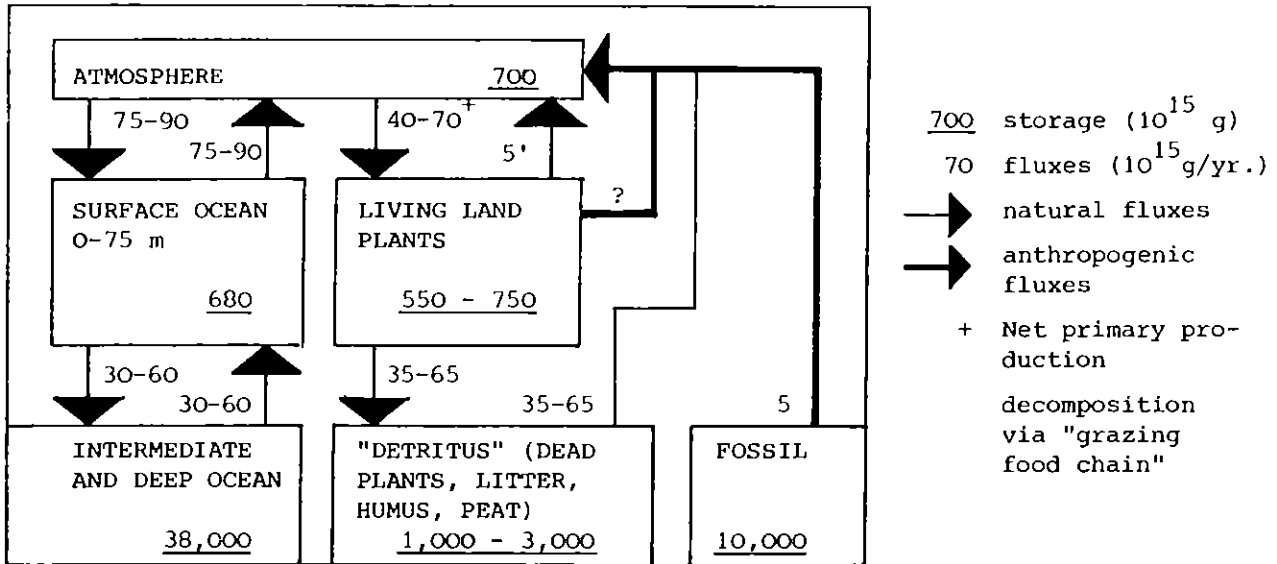 ATMOSPHERE 700
75-90
75-90
40-70+
5'
SURFACE OCEAN
0-75 m
680
LIVING LAND
PLANTS
550 - 750
?
30-60
30-60
35-65
35-65
5
INTERMEDIATE
AND DEEP OCEAN
38,000
"DETRITUS" (DEAD
PLANTS, LITTER,
HUMUS, PEAT)
1,000 - 3,000
FOSSIL
10,000
700 storage (10^15 g)
70 fluxes (10^15 g/yr.)
natural fluxes
anthropogenic
fluxes
+ Net primary pro-
duction
decomposition
via "grazing
food chain"